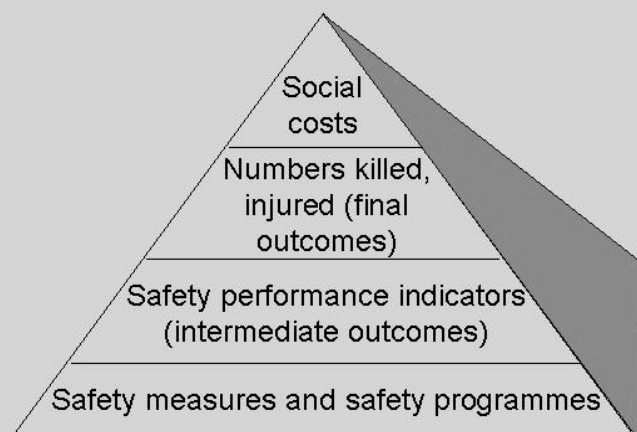 Social
costs
Numbers killed,
injured (final
outcomes)
Safety performance indicators
(intermediate outcomes)
Safety measures and safety programmes